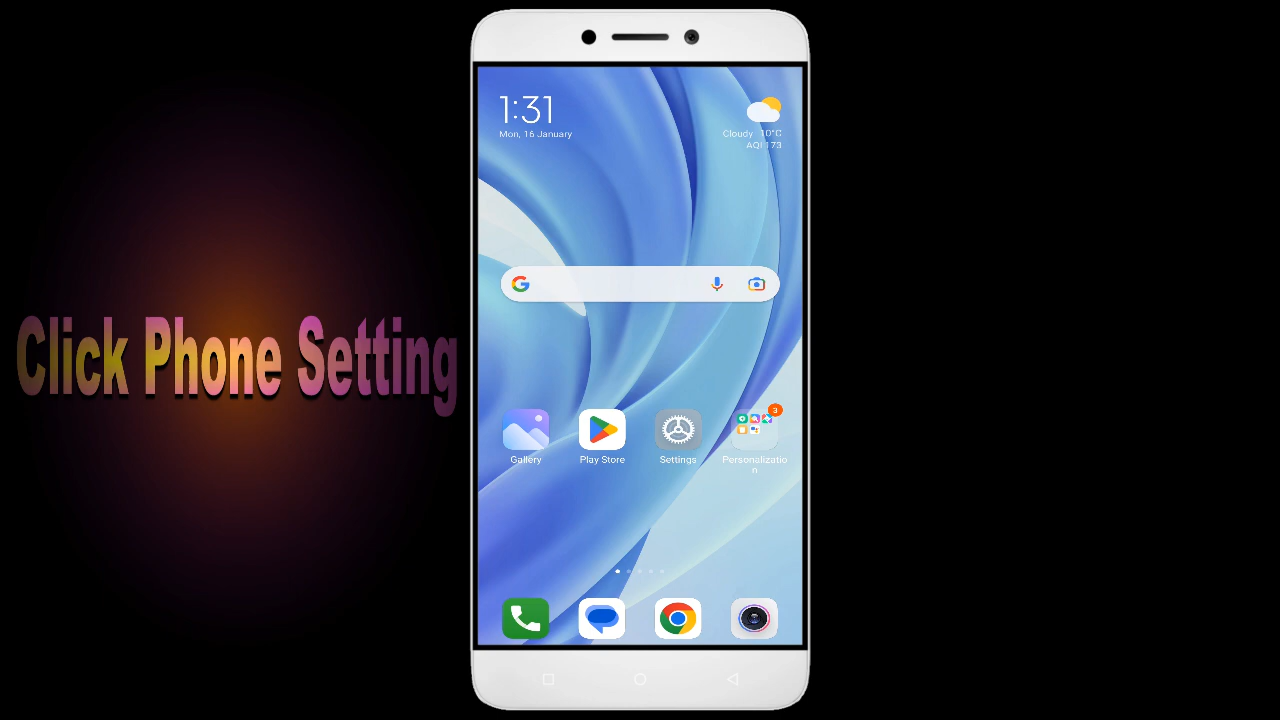 Click Phone Setting
1:31
Mon, 16 January
Cloudy 10°C
AQI 173
Gallery
Play Store
Settings
3
Personalizatio
n